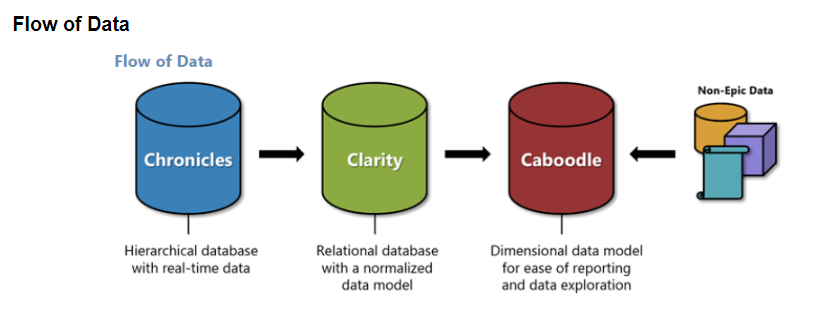 Flow of Data
Flow of Data
Non-Epic Data
Chronicles
Clarity
Caboodle
Hierarchical database
with real-time data
Relational database
with a normalized
data model
Dimensional data model
for ease of reporting
and data exploration